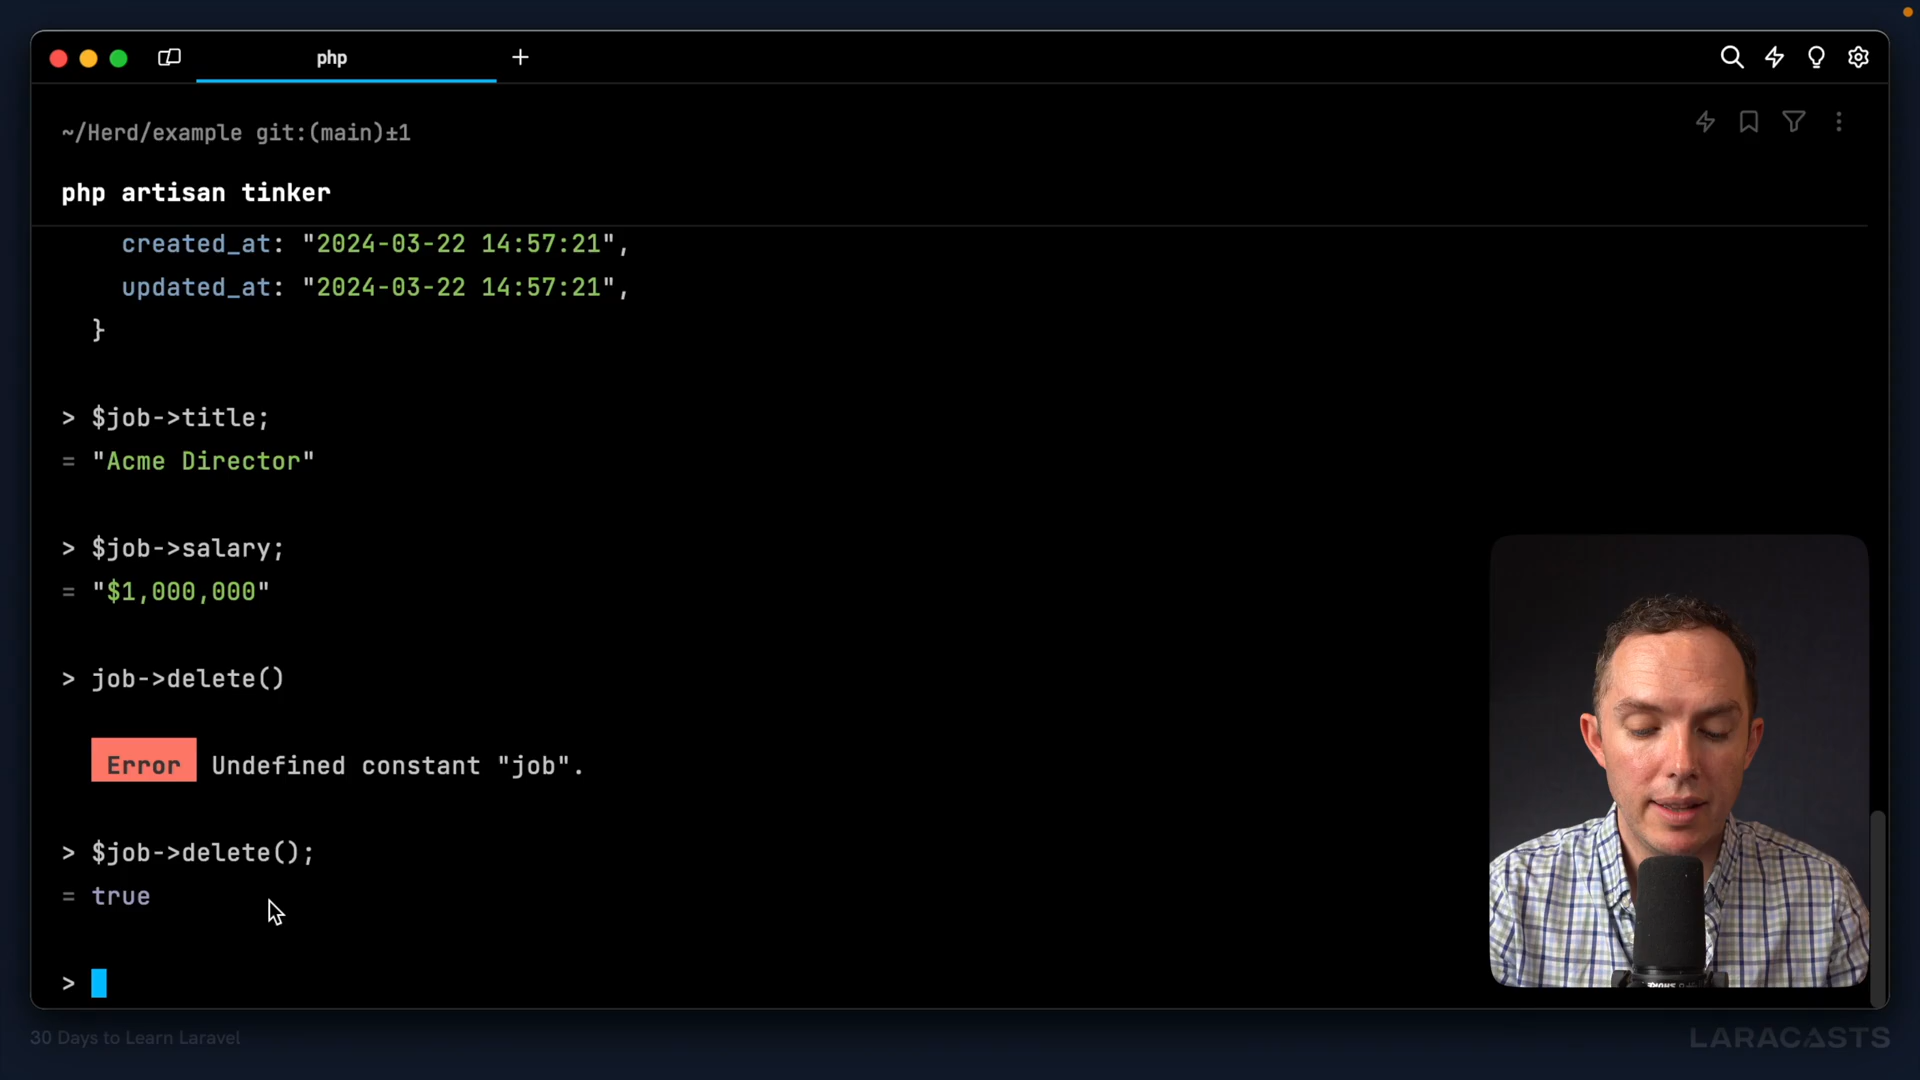 php
~/Herd/example git:(main)±1
php artisan tinker
created_at: "2024-03-22 14:57:21",
updated_at: "2024-03-22 14:57:21",
}
> $job->title;
= "Acme Director"
> $job->salary;
= "$1,000,000"
> job->delete()
Error Undefined constant "job".
> $job->delete();
= true
>
30 Days to Learn Laravel
LARACASTS